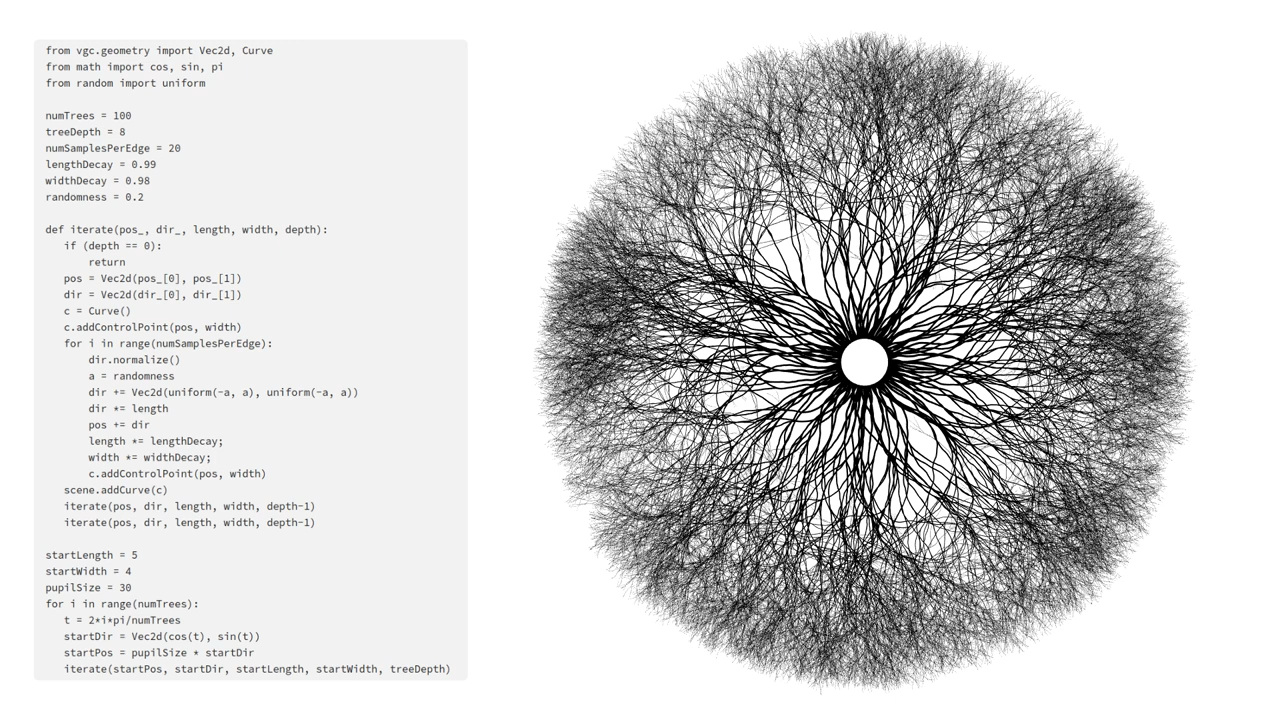 from vgc.geometry import Vec2d, Curve
from math import cos, sin, pi
from random import uniform

numTrees = 100
treeDepth = 8
numSamplesPerEdge = 20
lengthDecay = 0.99
widthDecay = 0.98
randomness = 0.2

def iterate(pos_, dir_, length, width, depth):
   if (depth == 0):
       return
   pos = Vec2d(pos_[0], pos_[1])
   dir = Vec2d(dir_[0], dir_[1])
   c = Curve()
   c.addControlPoint(pos, width)
   for i in range(numSamplesPerEdge):
       dir.normalize()
       a = randomness
       dir += Vec2d(uniform(-a, a), uniform(-a, a))
       dir *= length
       pos += dir
       length *= lengthDecay;
       width *= widthDecay;
       c.addControlPoint(pos, width)
   scene.addCurve(c)
   iterate(pos, dir, length, width, depth-1)
   iterate(pos, dir, length, width, depth-1)

startLength = 5
startWidth = 4
pupilSize = 30
for i in range(numTrees):
   t = 2*i*pi/numTrees
   startDir = Vec2d(cos(t), sin(t))
   startPos = pupilSize * startDir
   iterate(startPos, startDir, startLength, startWidth, treeDepth)